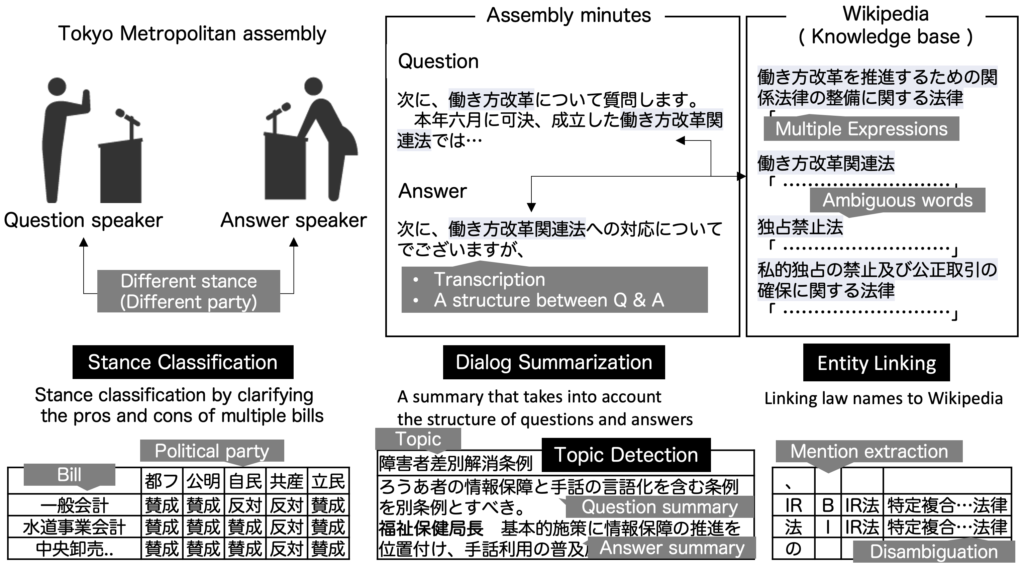 Tokyo Metropolitan assembly
Question speaker
Answer speaker
Different stance
(Different party)
Assembly minutes
Question
次に、働き方改革について質問します。
本年六月に可決、成立した働き方改革関
連法では…
Answer
次に、働き方改革関連法への対応について
でございますが、
• Transcription
• A structure between Q & A
Wikipedia
( Knowledge base )
働き方改革を推進するための関
係法律の整備に関する法律
「
Multiple Expressions
働き方改革関連法
「 ………………………… 」
Ambiguous words
独占禁止法
「 ………………………… 」
私的独占の禁止及び公正取引の
確保に関する法律
「 ………………………… 」
Stance Classification
Stance classification by clarifying
the pros and cons of multiple bills
Political party
Bill
都フ 公明 自民 共産 立民
一般会計 賛成 賛成 反対 反対 賛成
水道事業会計 賛成 賛成 賛成 反対 賛成
中央卸売.. 賛成 賛成 賛成 反対 賛成
Dialog Summarization
A summary that takes into account
the structure of questions and answers
Topic
障害者差別解消条例
Topic Detection
ろうあ者の情報保障と手話の言語化を含む条例
を別条例とすべき。
Question summary
福祉保健局長 基本的施策に情報保障の推進を
位置付け、手話利用の普及
Answer summary
Entity Linking
Linking law names to Wikipedia
Mention extraction
、
IR B IR法 特定複合…法律
法 I IR法 特定複合…法律
の
Disambiguation